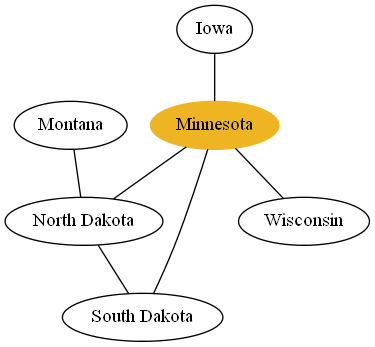 Iowa
Montana
Minnesota
North Dakota
Wisconsin
South Dakota